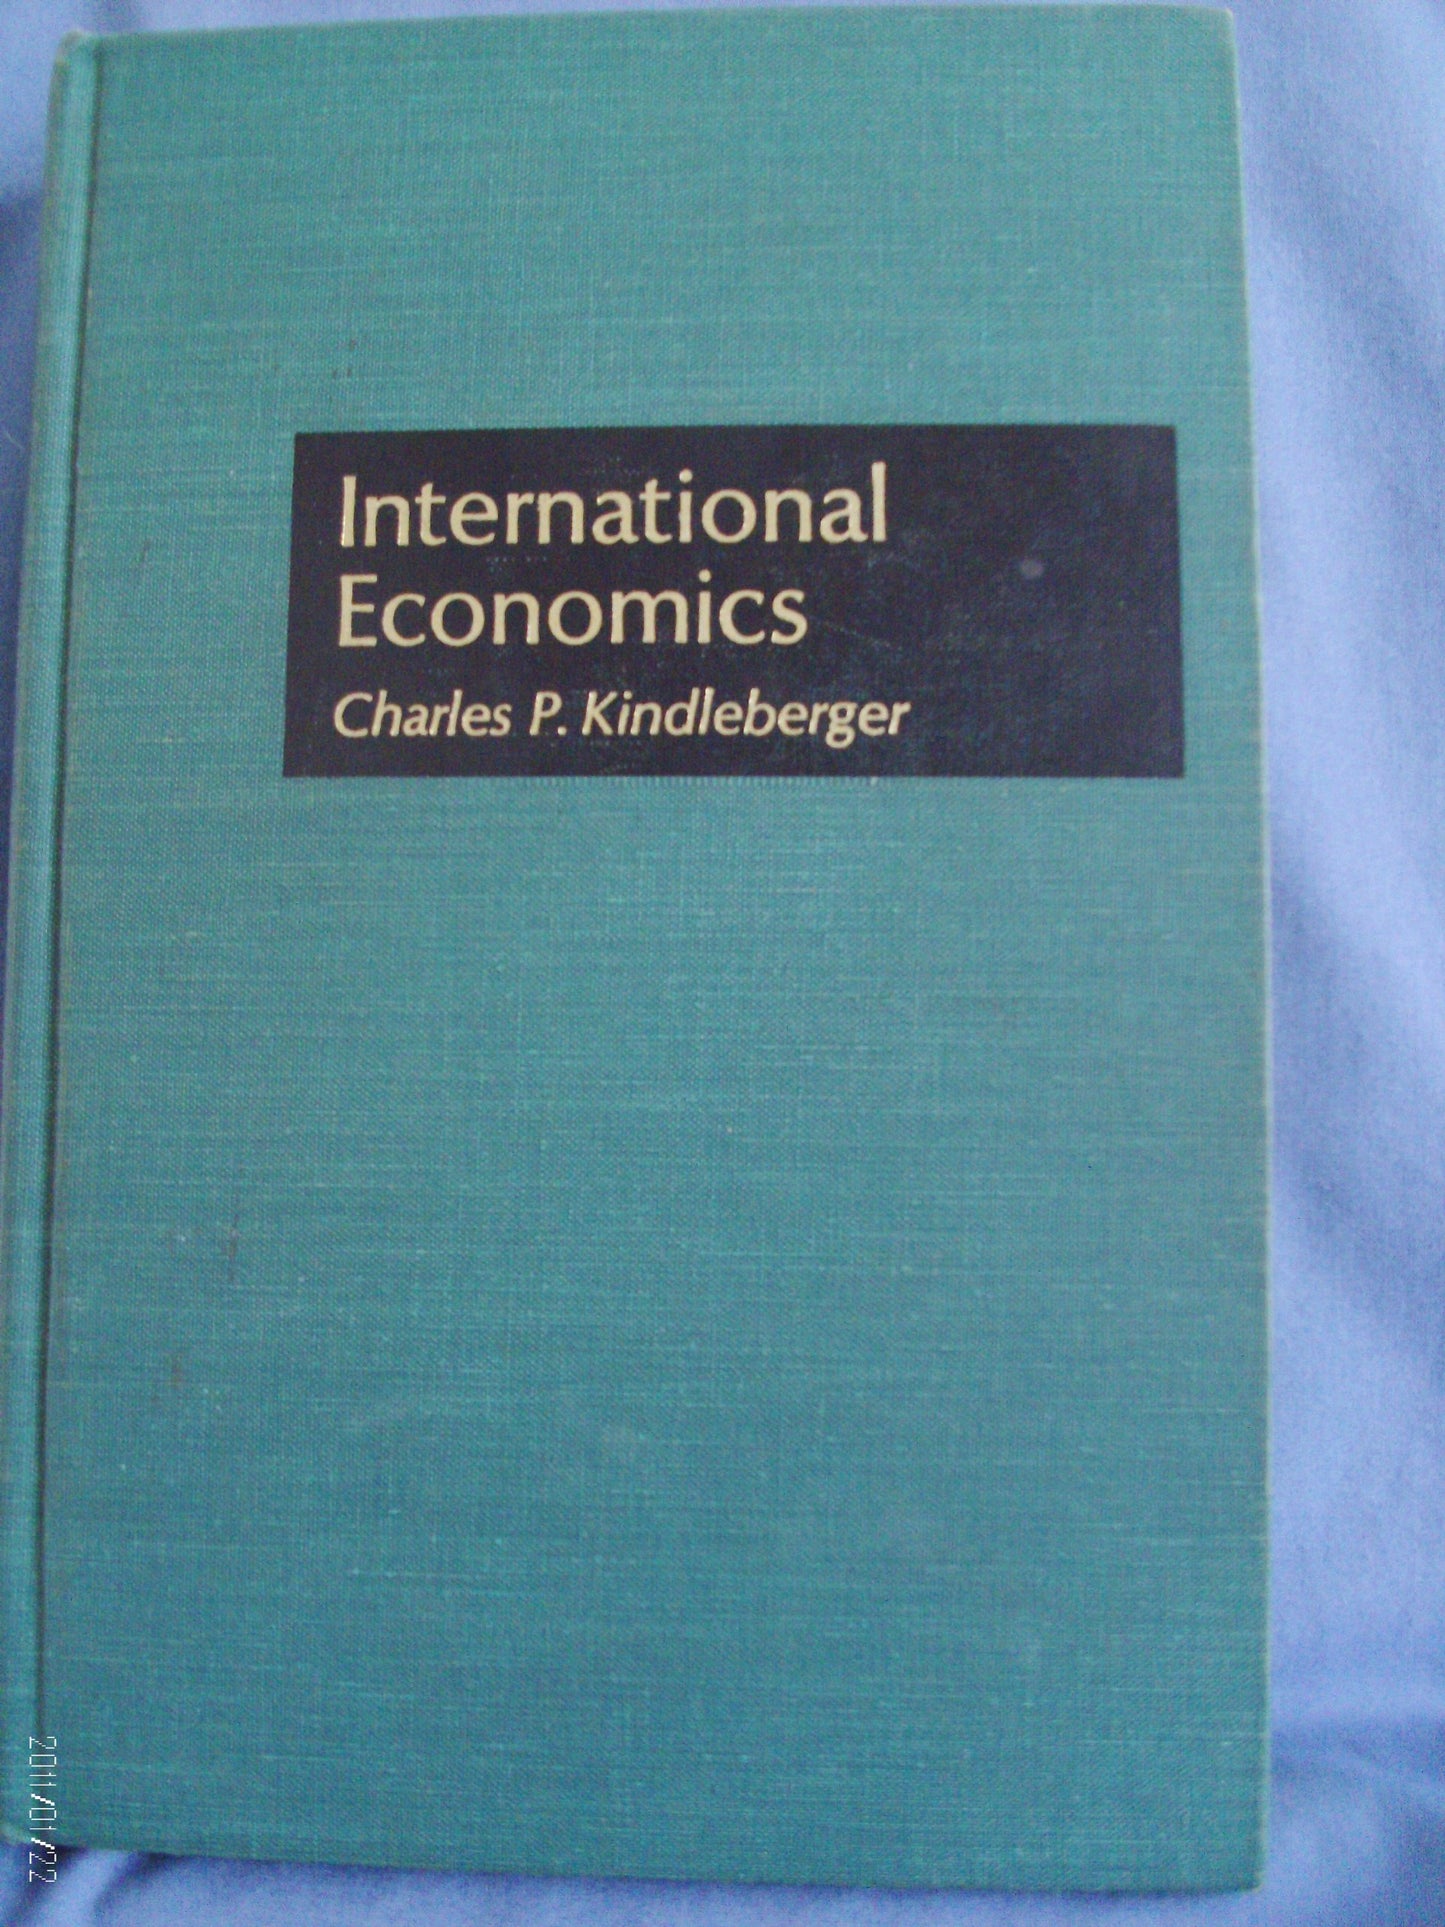 International
Economics
Charles P. Kindleberger
2011/01/22